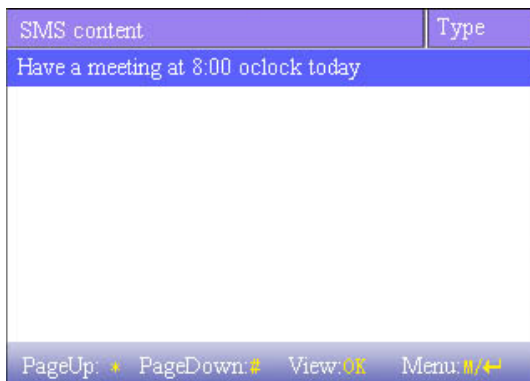 SMS content Type
Have a meeting at 8:00 oclock today
PageUp: * PageDown:# View:OK Menu:M/↵